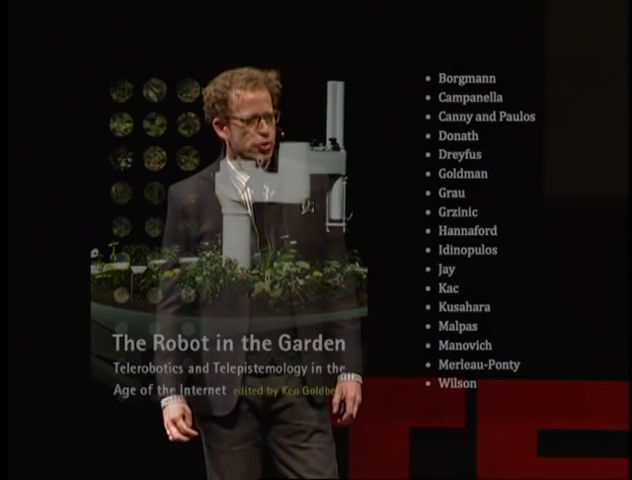 The Robot in the Garden
Telerobotics and Telepistemology in the
Age of the Internet edited by Ken
• Borgmann
• Campanella
• Canny and Paulos
• Donath
• Dreyfus
• Goldman
• Grau
• Grzinic
• Hannaford
• Idinopulos
• Jay
• Kac
• Kusahara
• Malpas
• Manovich
• Merleau-Ponty
• Wilson
TE